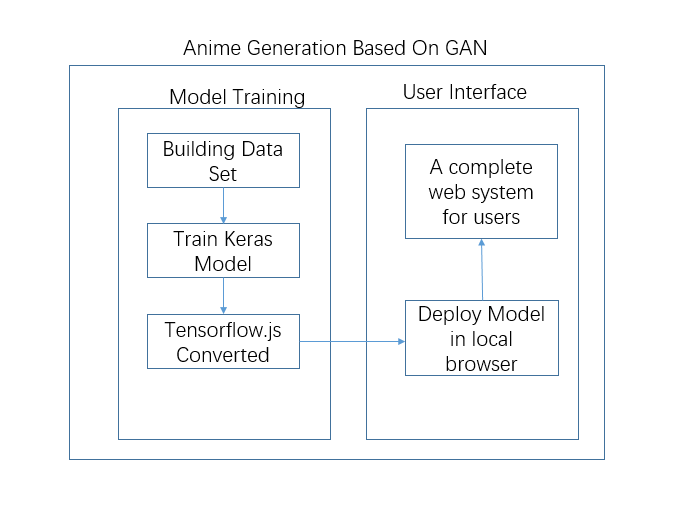 Anime Generation Based On GAN
Model Training
Building Data
Set
Train Keras
Model
Tensorflow.js
Converted
User Interface
A complete
web system
for users
Deploy Model
in local
browser